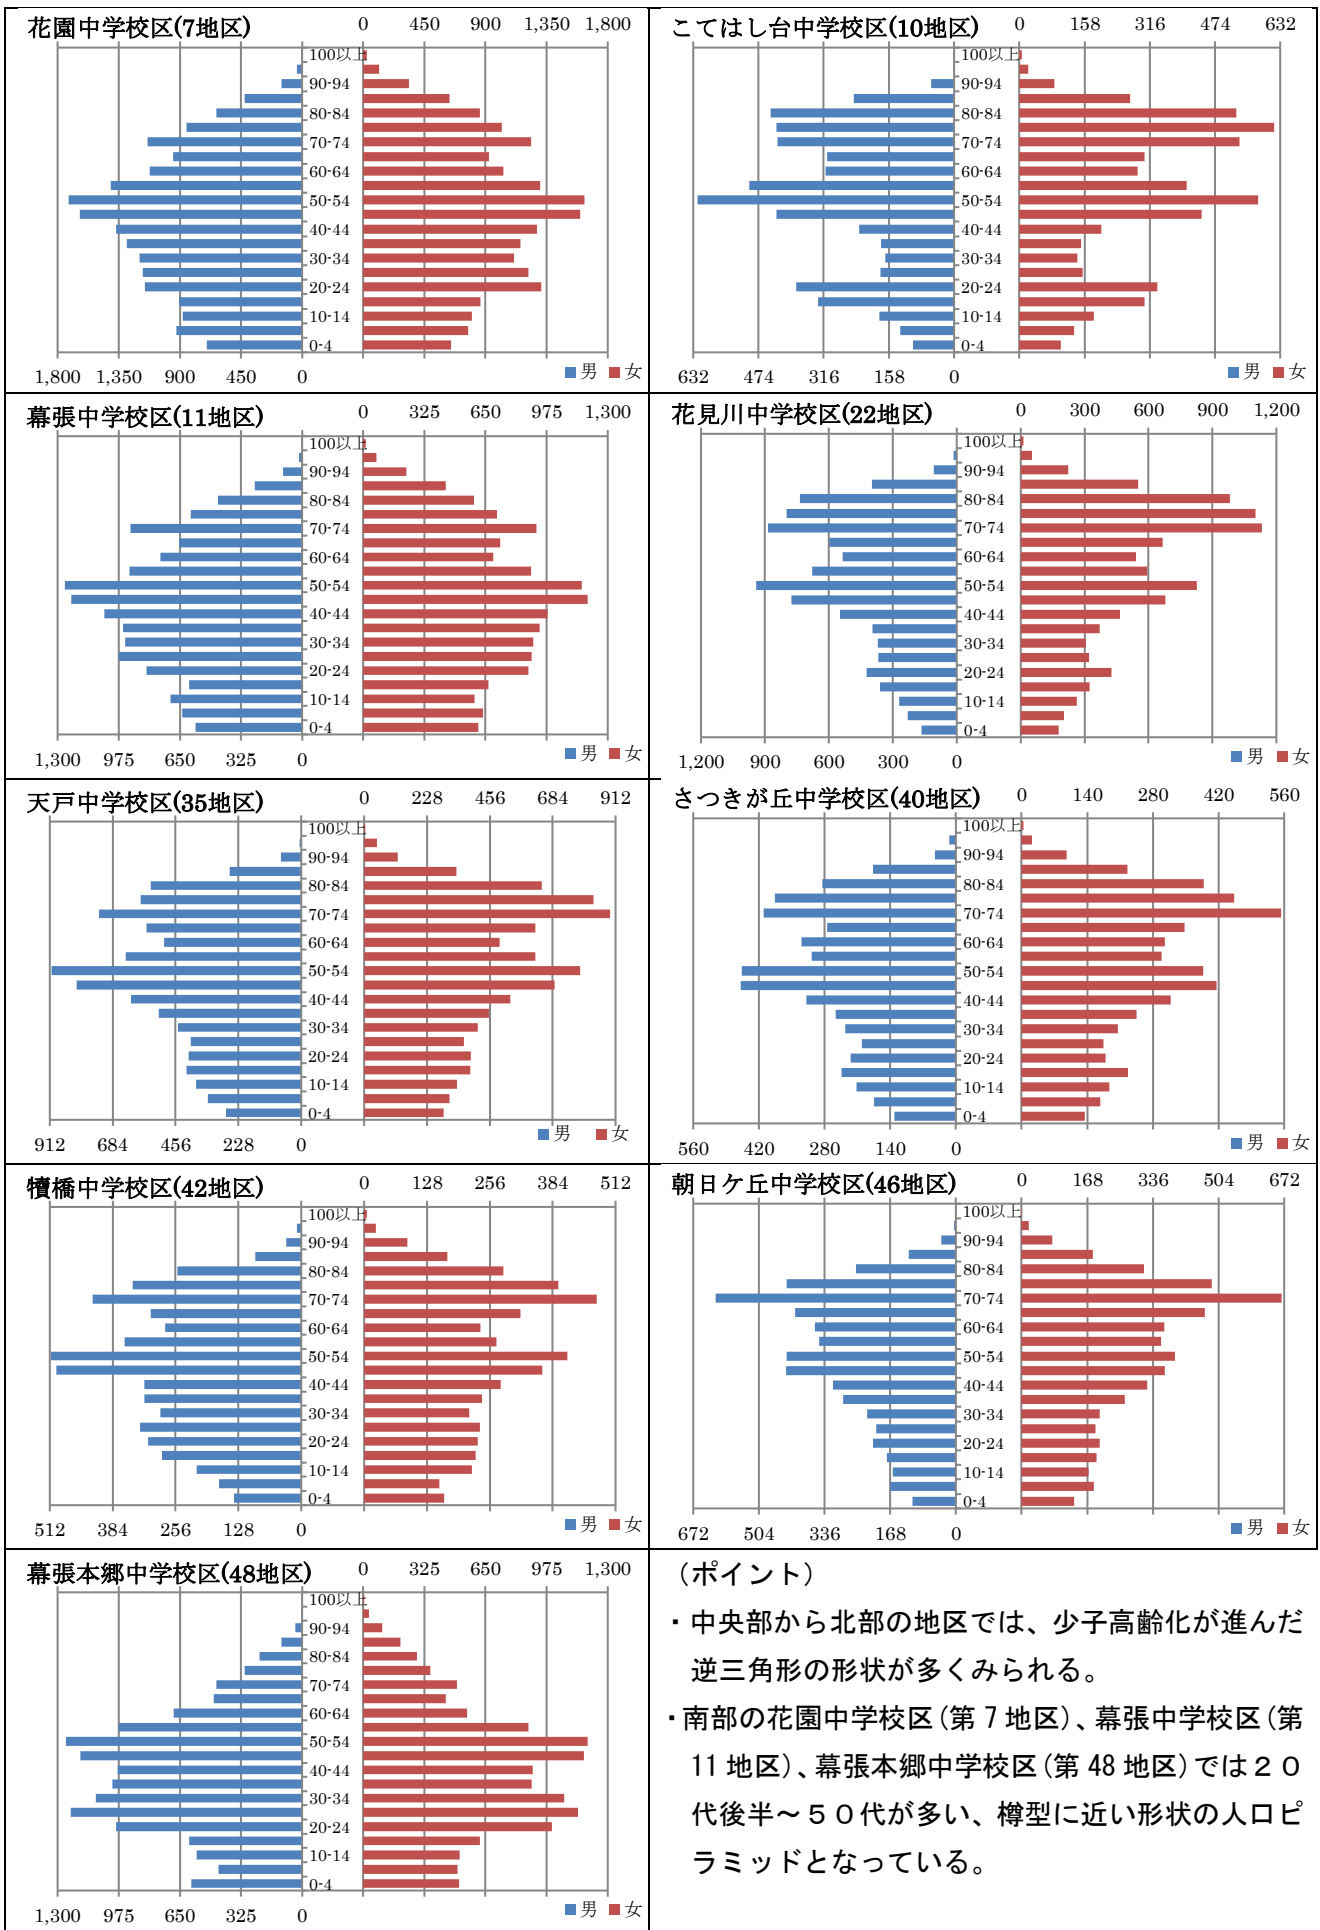 花園中学校区(7地区)
0 450 900 1,350 1,800
100以上
90-94
80-84
70-74
60-64
50-54
40-44
30-34
20-24
10-14
0-4
1,800 1,350 900 450 0
男 女
こてはし台中学校区(10地区)
0 158 316 474 632
100以上
90-94
80-84
70-74
60-64
50-54
40-44
30-34
20-24
10-14
0-4
632 474 316 158 0
男 女
幕張中学校区(11地区)
0 325 650 975 1,300
100以上
90-94
80-84
70-74
60-64
50-54
40-44
30-34
20-24
10-14
0-4
1,300 975 650 325 0
男 女
花見川中学校区(22地区)
0 300 600 900 1,200
100以上
90-94
80-84
70-74
60-64
50-54
40-44
30-34
20-24
10-14
0-4
1,200 900 600 300 0
男 女
天戸中学校区(35地区)
0 228 456 684 912
100以上
90-94
80-84
70-74
60-64
50-54
40-44
30-34
20-24
10-14
0-4
912 684 456 228 0
男 女
さつきが丘中学校区(40地区)
0 140 280 420 560
100以上
90-94
80-84
70-74
60-64
50-54
40-44
30-34
20-24
10-14
0-4
560 420 280 140 0
男 女
犢橋中学校区(42地区)
0 128 256 384 512
100以上
90-94
80-84
70-74
60-64
50-54
40-44
30-34
20-24
10-14
0-4
512 384 256 128 0
男 女
朝日ケ丘中学校区(46地区)
0 168 336 504 672
100以上
90-94
80-84
70-74
60-64
50-54
40-44
30-34
20-24
10-14
0-4
672 504 336 168 0
男 女
幕張本郷中学校区(48地区)
0 325 650 975 1,300
100以上
90-94
80-84
70-74
60-64
50-54
40-44
30-34
20-24
10-14
0-4
1,300 975 650 325 0
男 女
（ポイント）
・中央部から北部の地区では、少子高齢化が進んだ
逆三角形の形状が多くみられる。
・南部の花園中学校区（第７地区）、幕張中学校区（第
11地区）、幕張本郷中学校区（第48地区）では２０
代後半～５０代が多い、樽型に近い形状の人口ピ
ラミッドとなっている。